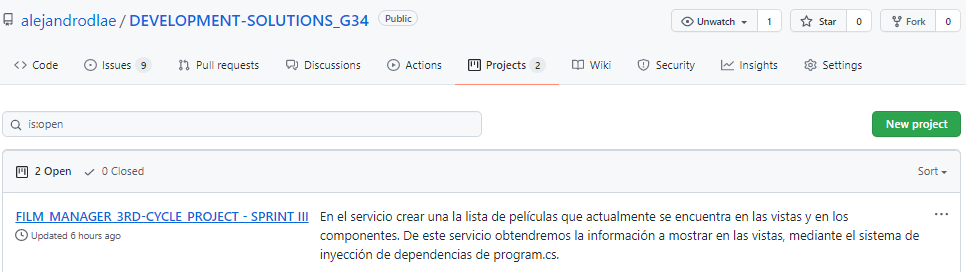 alejandrodlae / DEVELOPMENT-SOLUTIONS_G34 Public Unwatch 1 Star 0 Fork 0
Code Issues 9 Pull requests Discussions Actions Projects 2 Wiki Security Insights Settings
is:open New project
2 Open 0 Closed Sort
FILM_MANAGER_3RD-CYCLE_PROJECT - SPRINT III En el servicio crear una la lista de películas que actualmente se encuentra en las vistas y en los
Updated 6 hours ago componentes. De este servicio obtendremos la información a mostrar en las vistas, mediante el sistema de
inyección de dependencias de program.cs.